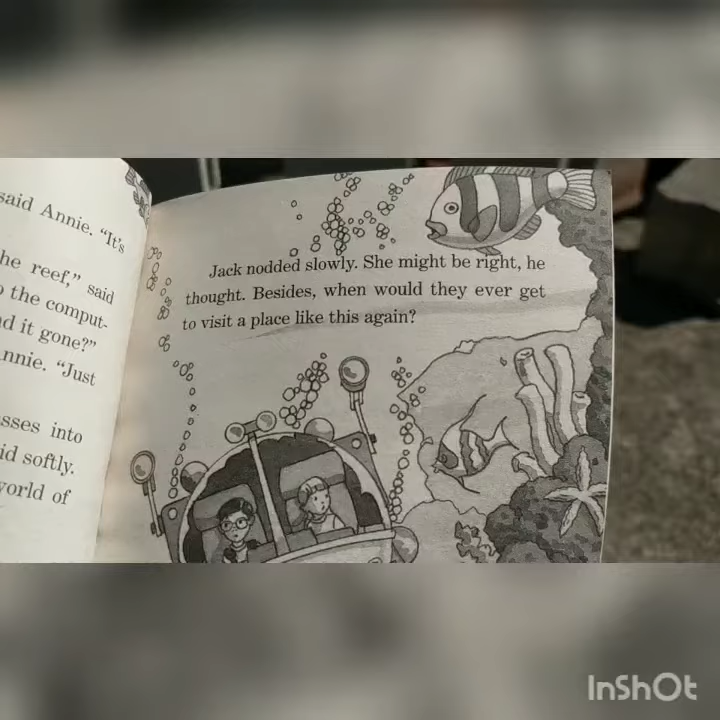 said Annie. "It's
he reef," said
the comput-
d it gone?"
nnie. "Just
sses into
id softly.
world of
Jack nodded slowly. She might be right, he
thought. Besides, when would they ever get
to visit a place like this again?
InShOt